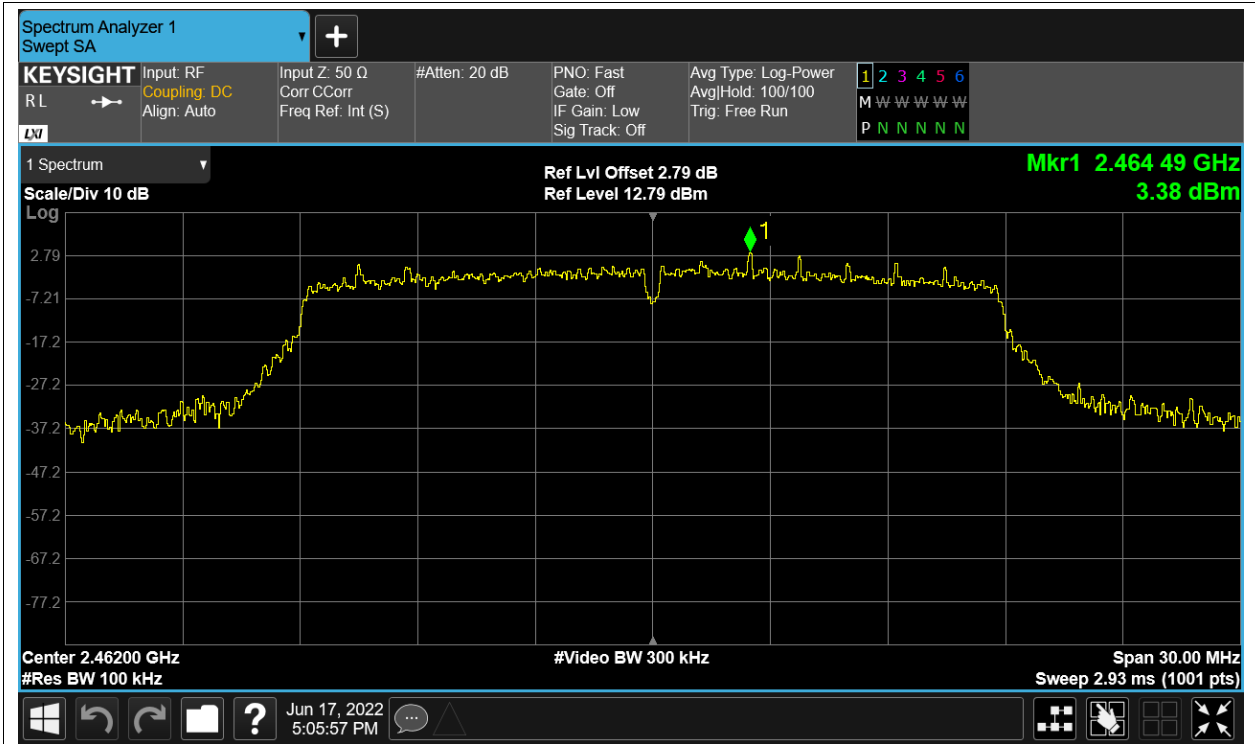 Spectrum Analyzer 1
Swept SA
+
KEYSIGHT
RL
LXI
Input: RF
Coupling: DC
Align: Auto
Input Z: 50 Ω
Corr CCorr
Freq Ref: Int (S)
#Atten: 20 dB
PNO: Fast
Gate: Off
IF Gain: Low
Sig Track: Off
Avg Type: Log-Power
Avg|Hold: 100/100
Trig: Free Run
1 2 3 4 5 6
M W W W W W
P N N N N N
1 Spectrum
Scale/Div 10 dB
Log
Ref Lvl Offset 2.79 dB
Ref Level 12.79 dBm
Mkr1 2.464 49 GHz
3.38 dBm
1
2.79
-7.21
-17.2
-27.2
-37.2
-47.2
-57.2
-67.2
-77.2
Center 2.46200 GHz
#Res BW 100 kHz
#Video BW 300 kHz
Span 30.00 MHz
Sweep 2.93 ms (1001 pts)
?
Jun 17, 2022
5:05:57 PM